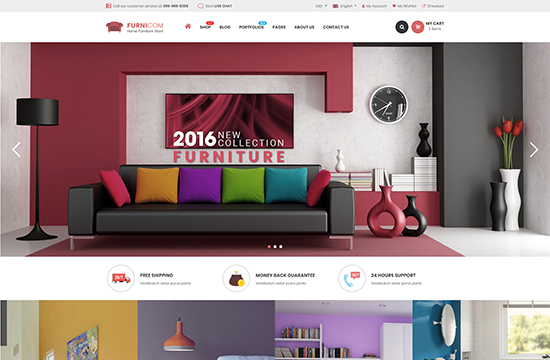 Call our customer service at 098-999-8386
Start LIVE CHAT
USD
English
My Account
My Wishlist
Checkout
FURNICOM
Home Furniture Store
SHOP
BLOG
PORTFOLIOS
PAGES
ABOUT US
CONTACT US
MY CART
2 items
2016 NEW
COLLECTION
FURNITURE
FREE SHIPPING
Vestibulum dolor purus porta
MONEY BACK GUARANTEE
Vestibulum dolor purus porta
24 HOURS SUPPORT
Vestibulum dolor purus porta